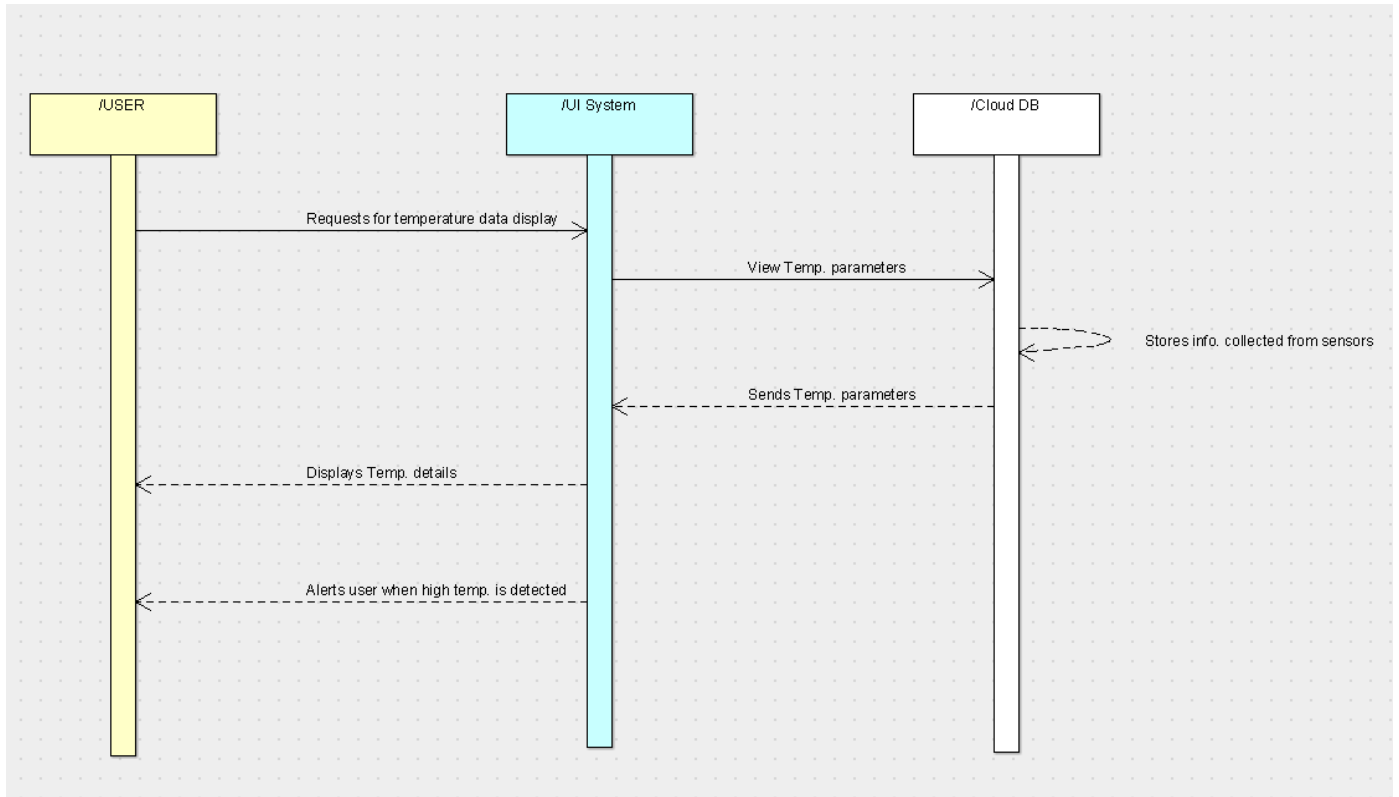 /USER
/UI System
/Cloud DB
Requests for temperature data display
View Temp. parameters
Stores info. collected from sensors
Sends Temp. parameters
Displays Temp. details
Alerts user when high temp. is detected